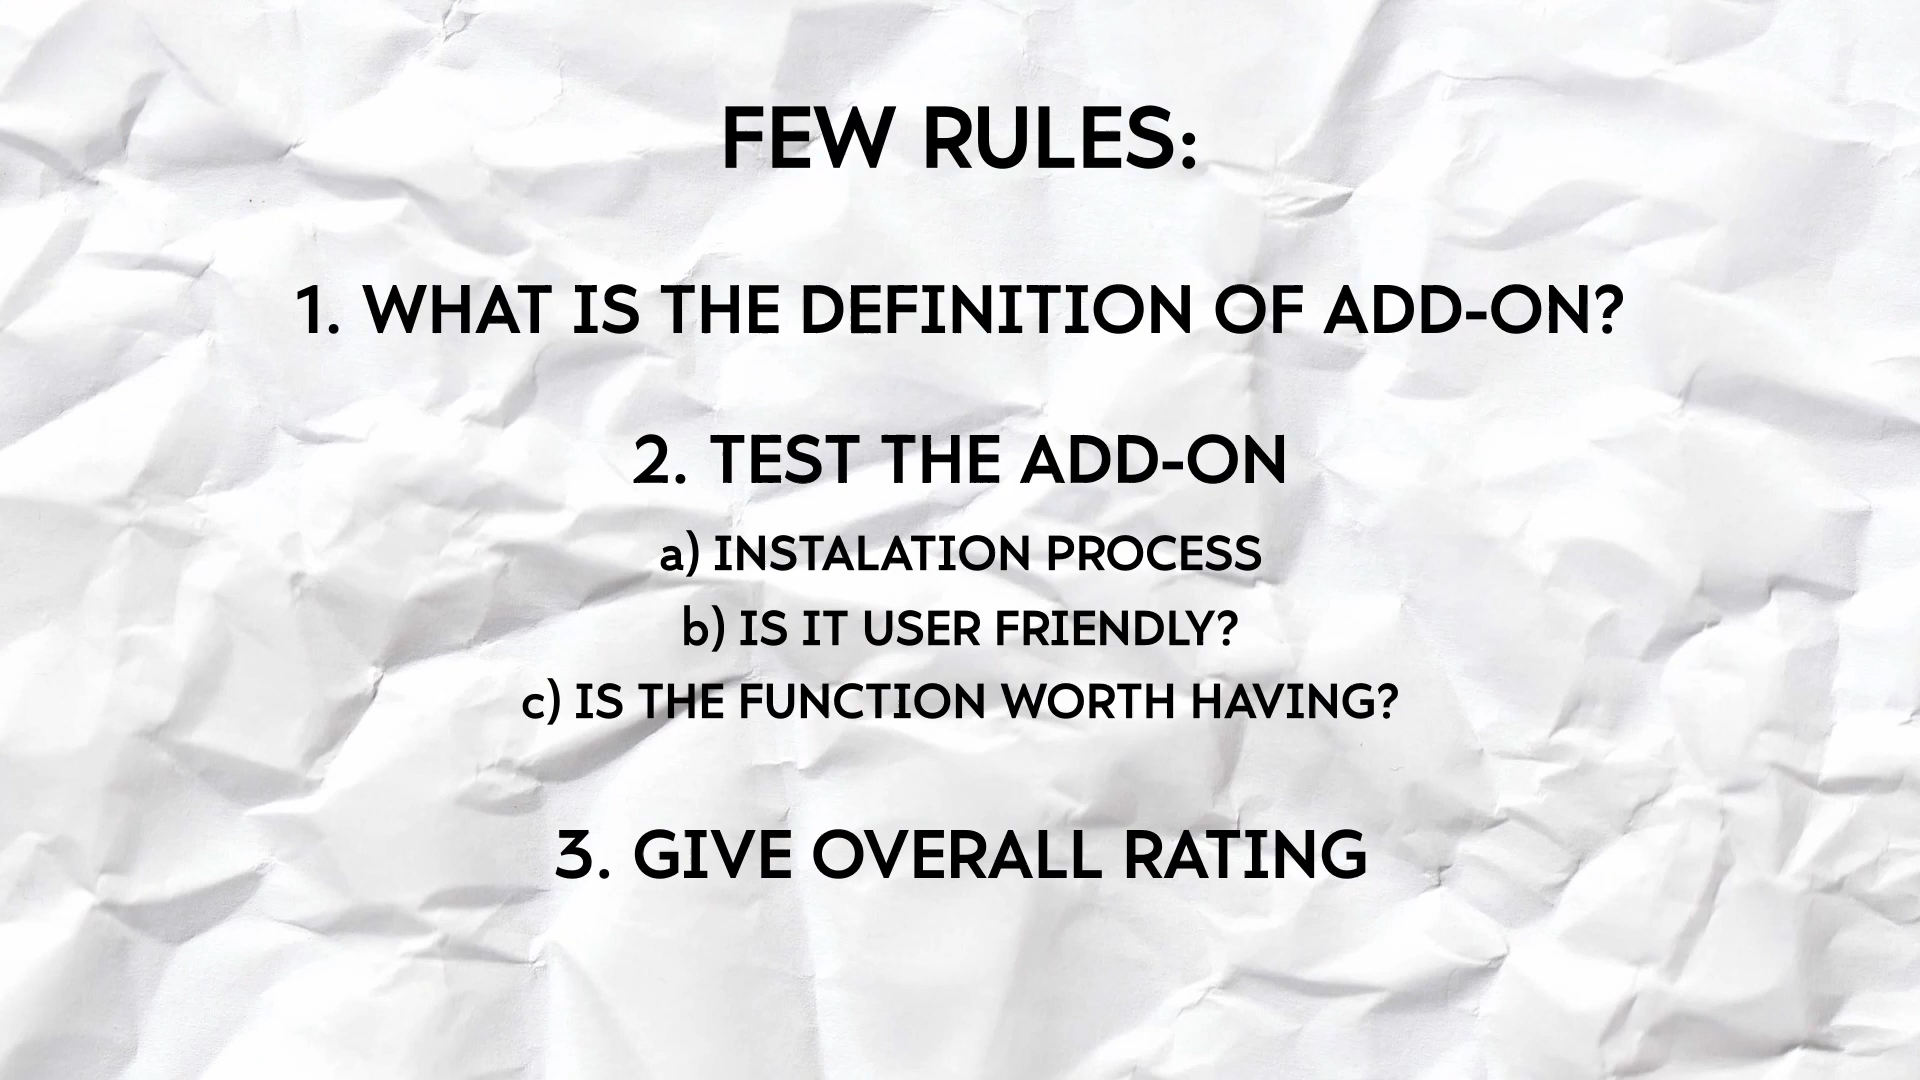 FEW RULES:
1. WHAT IS THE DEFINITION OF ADD-ON?
2. TEST THE ADD-ON
a) INSTALATION PROCESS
b) IS IT USER FRIENDLY?
c) IS THE FUNCTION WORTH HAVING?
3. GIVE OVERALL RATING